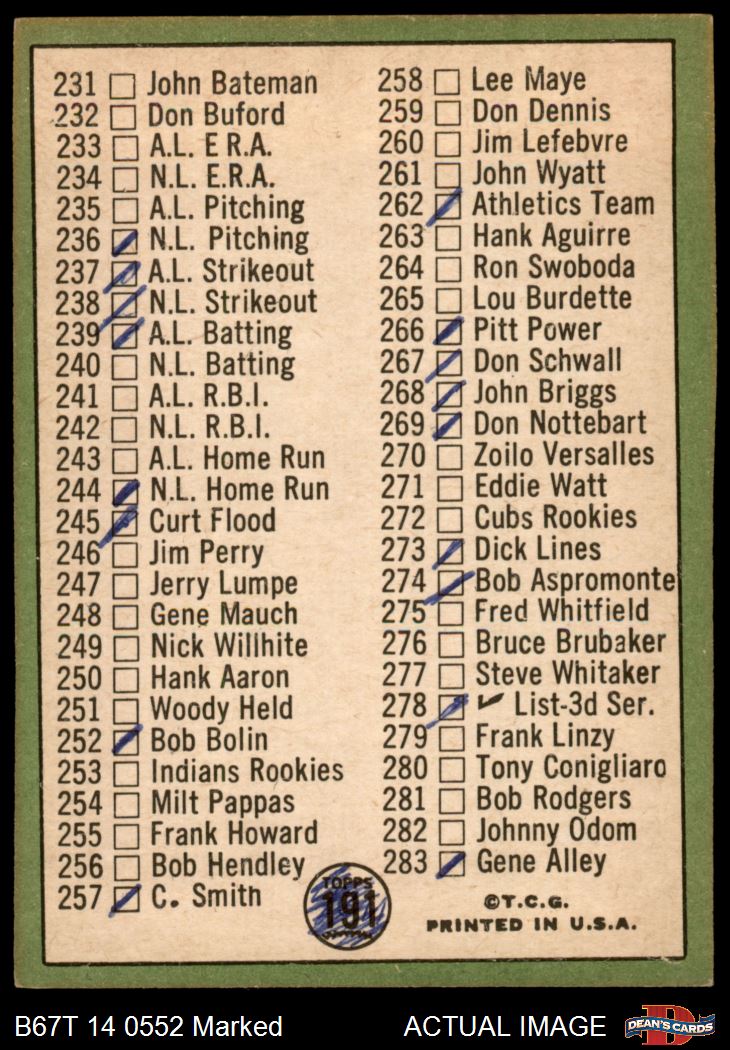 231 John Bateman
232 Don Buford
233 A.L. E R.A.
234 N.L. E.R.A.
235 A.L. Pitching
236 N.L. Pitching
237 A.L. Strikeout
238 N.L. Strikeout
239 A.L. Batting
240 N.L. Batting
241 A.L. R.B.I.
242 N.L. R.B.I.
243 A.L. Home Run
244 N.L. Home Run
245 Curt Flood
246 Jim Perry
247 Jerry Lumpe
248 Gene Mauch
249 Nick Willhite
250 Hank Aaron
251 Woody Held
252 Bob Bolin
253 Indians Rookies
254 Milt Pappas
255 Frank Howard
256 Bob Hendley
257 C. Smith
258 Lee Maye
259 Don Dennis
260 Jim Lefebvre
261 John Wyatt
262 Athletics Team
263 Hank Aguirre
264 Ron Swoboda
265 Lou Burdette
266 Pitt Power
267 Don Schwall
268 John Briggs
269 Don Nottebart
270 Zoilo Versalles
271 Eddie Watt
272 Cubs Rookies
273 Dick Lines
274 Bob Aspromonte
275 Fred Whitfield
276 Bruce Brubaker
277 Steve Whitaker
278 ✓ List-3d Ser.
279 Frank Linzy
280 Tony Conigliaro
281 Bob Rodgers
282 Johnny Odom
283 Gene Alley
TOPPS
191
©T.C.G.
PRINTED IN U.S.A.
B67T 14 0552 Marked
ACTUAL IMAGE
DEAN'S CARDS